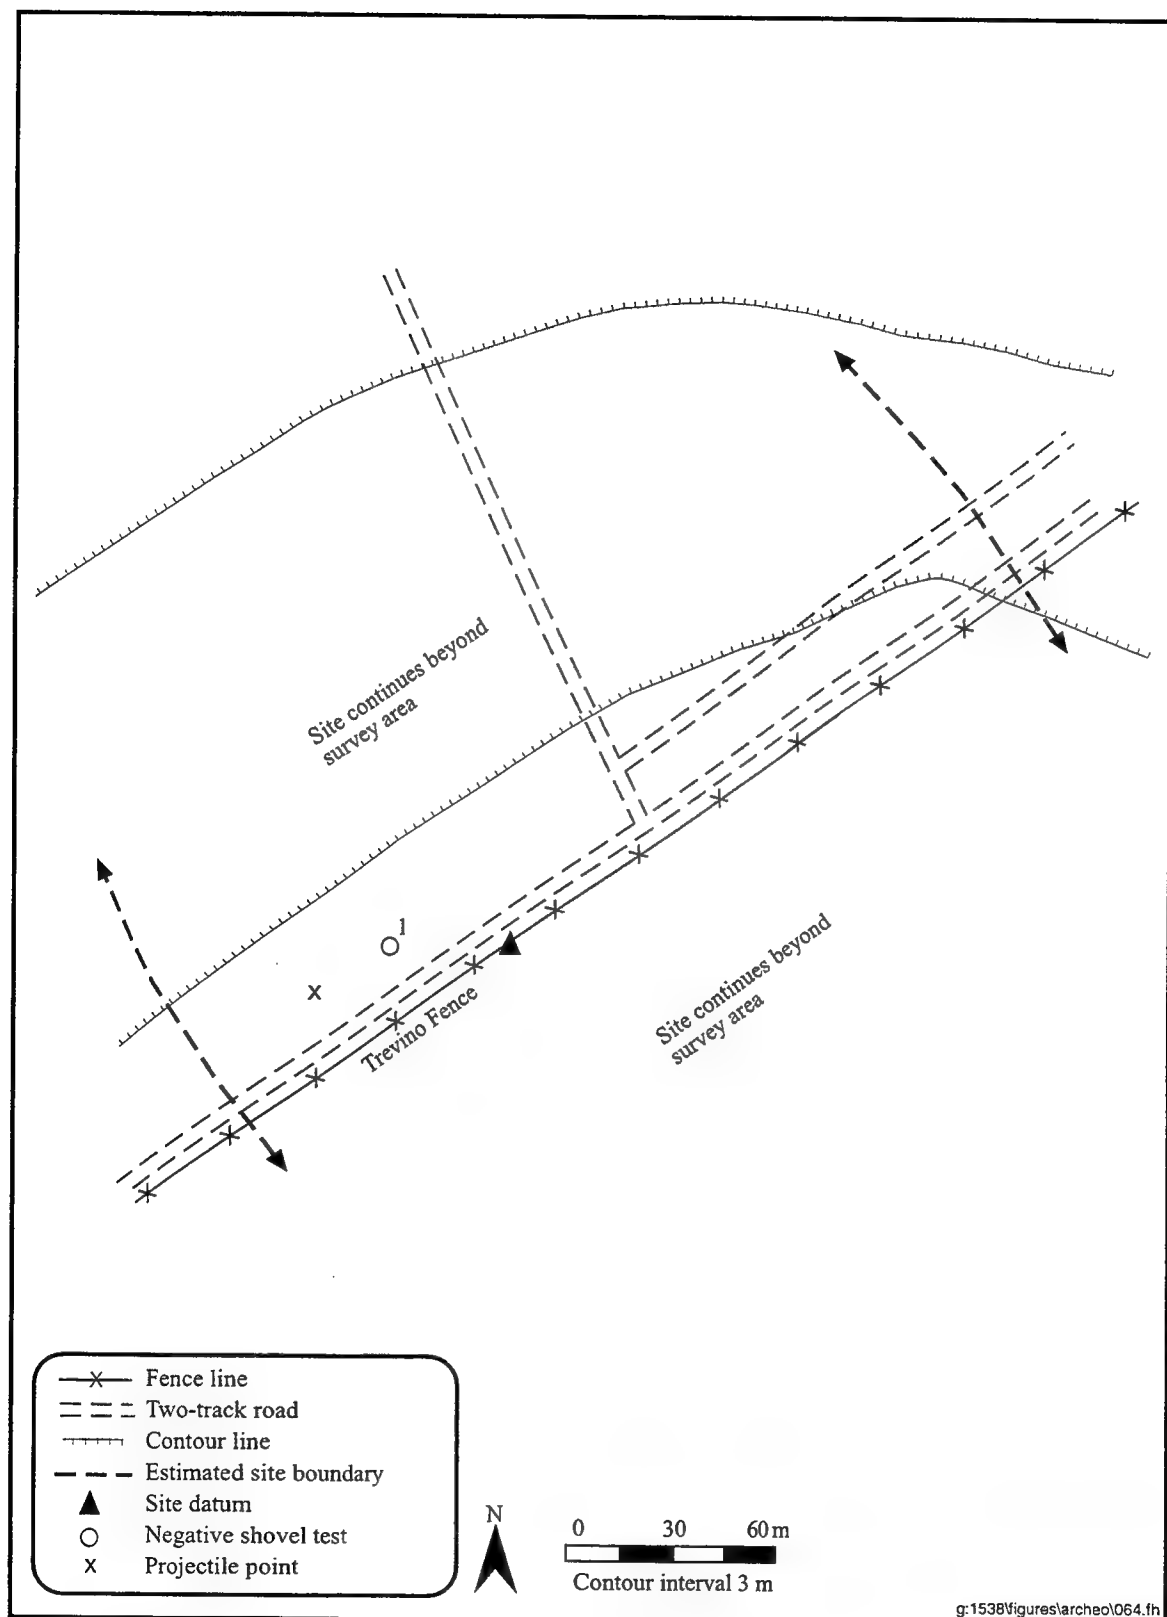 Site continues beyond
survey area
1
Trevino Fence
Site continues beyond
survey area
X Fence line
Two-track road
Contour line
Estimated site boundary
Site datum
Negative shovel test
x Projectile point
N
0 30 60 m
Contour interval 3 m
g:1538\figures\archeo\064.fh